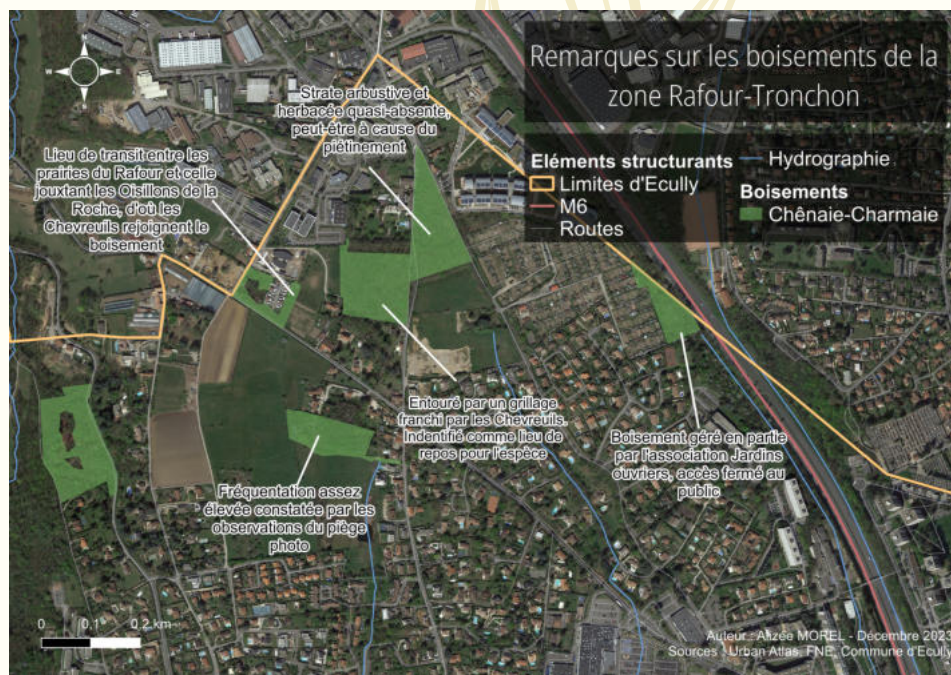 Remarques sur les boisements de la
zone Rafour-Tronchon
Eléments structurants
Limites d'Ecully
M6
Routes
Hydrographie
Boisements
Chênaie-Charmaie
N
W
E
S
Strate arbustive et
herbacée quasi-absente,
peut-être à cause du
piétinement
Lieu de transit entre les
prairies du Rafour et celle
jouxtant les Oisillons de la
Roche, d'où les
Chevreuils rejoignent le
boisement
Entouré par un grillage
franchi par les Chevreuils.
Indentifié comme lieu de
repos pour l'espèce
Boisement géré en partie
par l'association Jardins
ouvriers, accès fermé au
public
Fréquentation assez
élevée constatée par les
observations du piège
photo
0 0.1 0.2 km
Auteur : Alizée MOREL - Décembre 2023
Sources : Urban Atlas, FNE, Commune d'Ecully